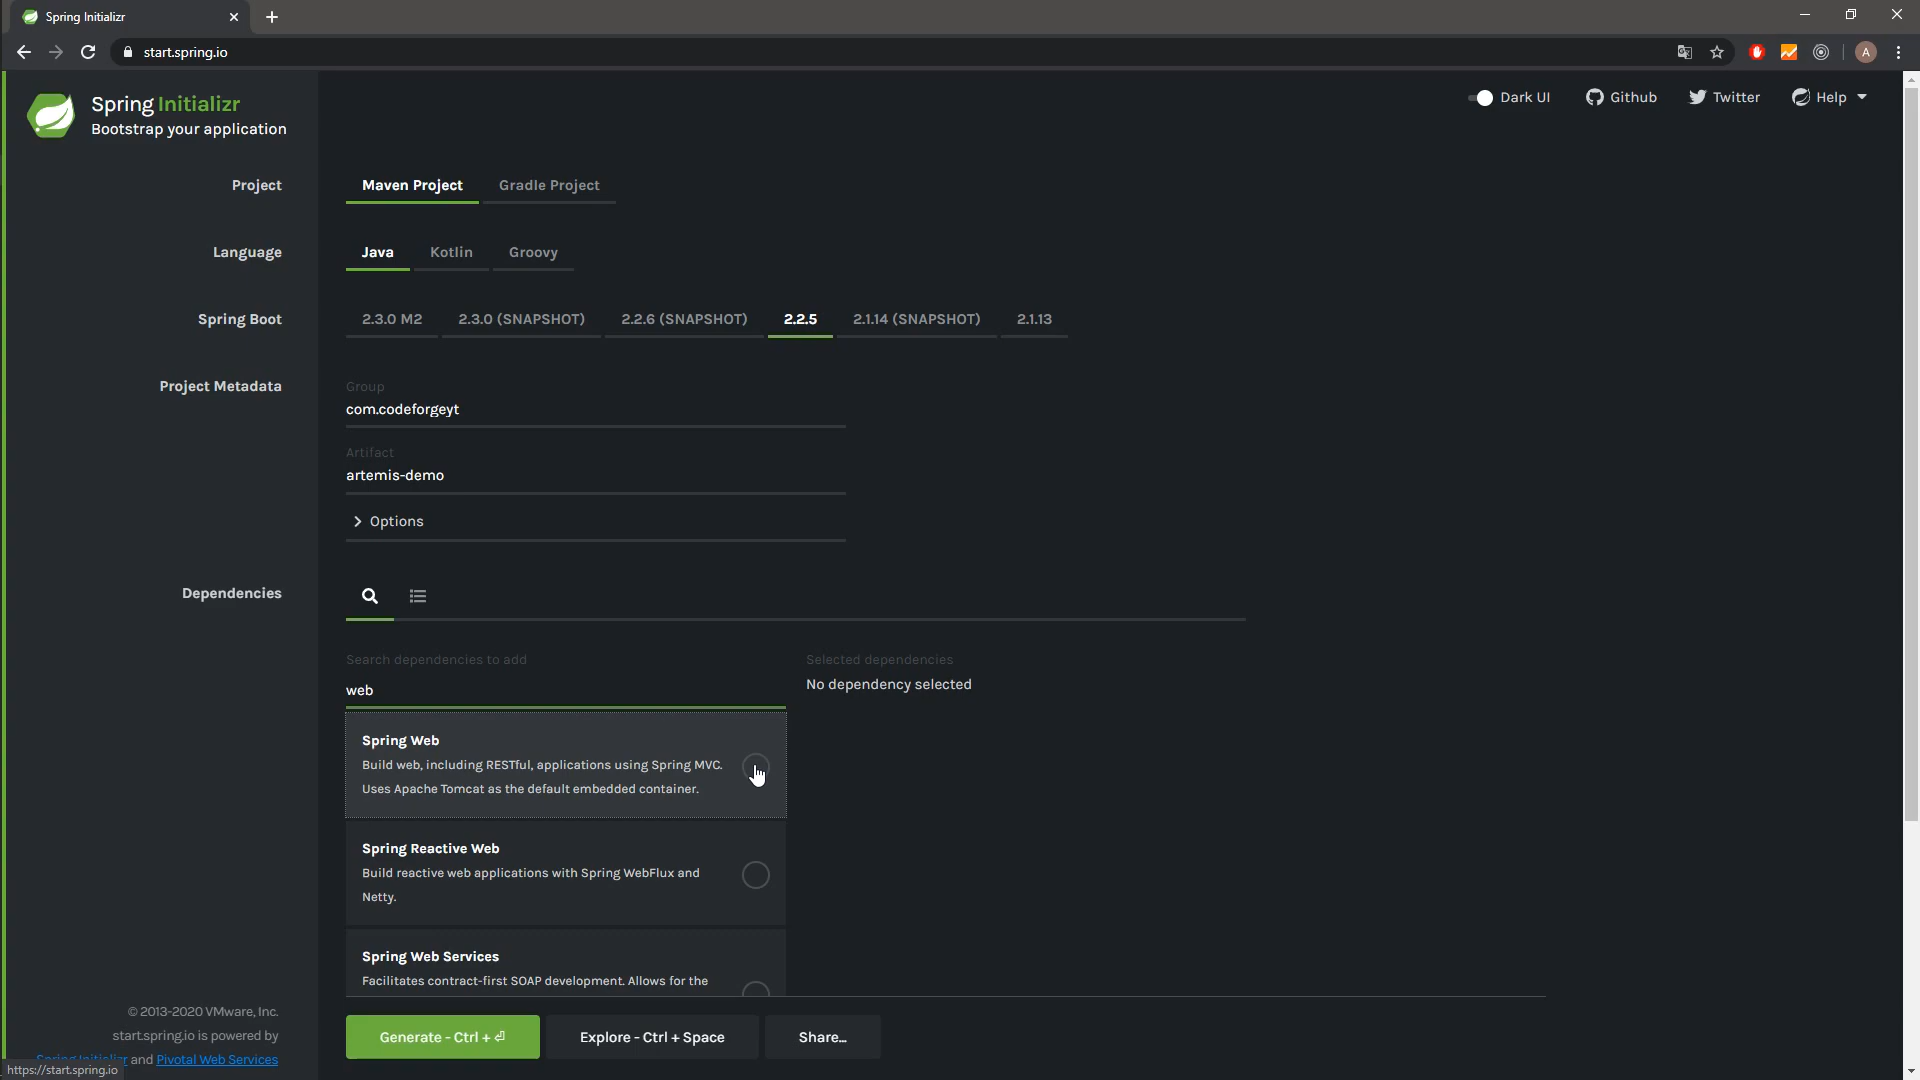 Spring Initializr
start.spring.io
A
Spring Initializr
Bootstrap your application
Dark UI
Github
Twitter
Help
Project
Maven Project
Gradle Project
Language
Java
Kotlin
Groovy
Spring Boot
2.3.0 M2
2.3.0 (SNAPSHOT)
2.2.6 (SNAPSHOT)
2.2.5
2.1.14 (SNAPSHOT)
2.1.13
Project Metadata
Group
com.codeforgeyt
Artifact
artemis-demo
Options
Dependencies
Search dependencies to add
web
Selected dependencies
No dependency selected
Spring Web
Build web, including RESTful, applications using Spring MVC.
Uses Apache Tomcat as the default embedded container.
Spring Reactive Web
Build reactive web applications with Spring WebFlux and
Netty.
Spring Web Services
Facilitates contract-first SOAP development. Allows for the
© 2013-2020 VMware, Inc.
start.spring.io is powered by
Spring Initializr and Pivotal Web Services
https://start.spring.io
Generate - Ctrl + ⏎
Explore - Ctrl + Space
Share...